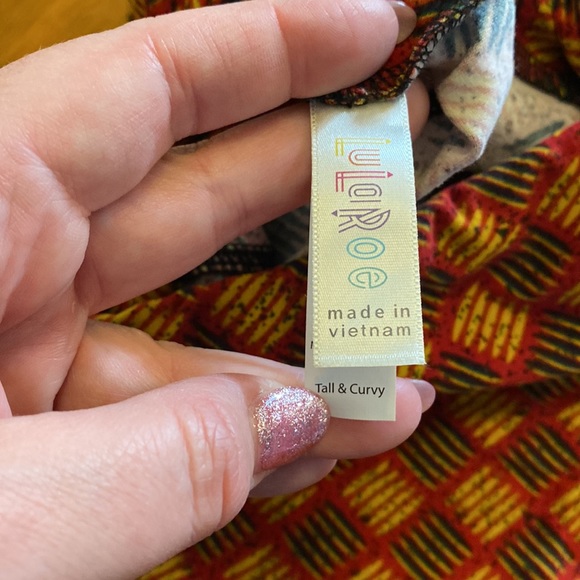 LuLaRoe
made in
vietnam
Tall & Curvy